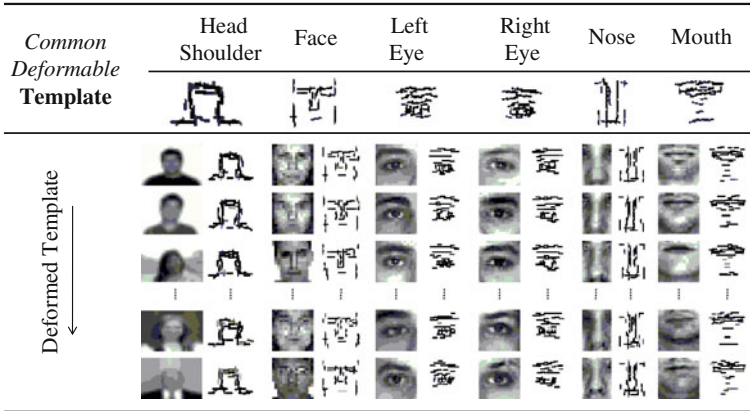 Common
Deformable
Template
Head
Shoulder
Face
Left
Eye
Right
Eye
Nose
Mouth
Deformed Template